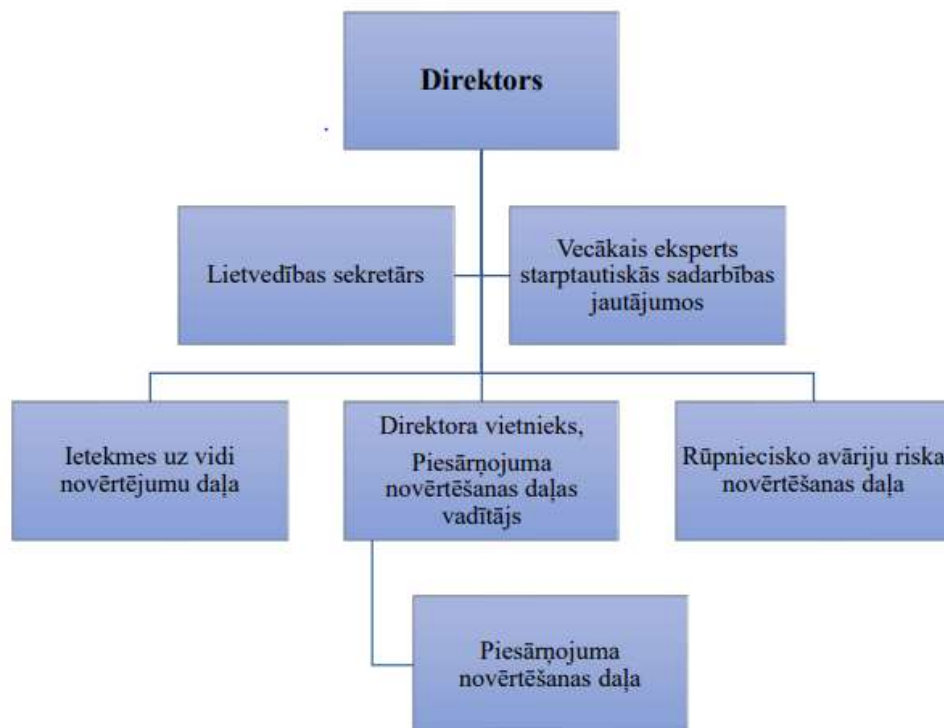 Direktors
Lietvedības sekretārs
Vecākais eksperts
starptautiskās sadarbības
jautājumos
Ietekmes uz vidi
novērtējumu daļa
Direktora vietnieks,
Piesārņojuma
novērtēšanas daļas
vadītājs
Rūpniecisko avāriju riska
novērtēšanas daļa
Piesārņojuma
novērtēšanas daļa